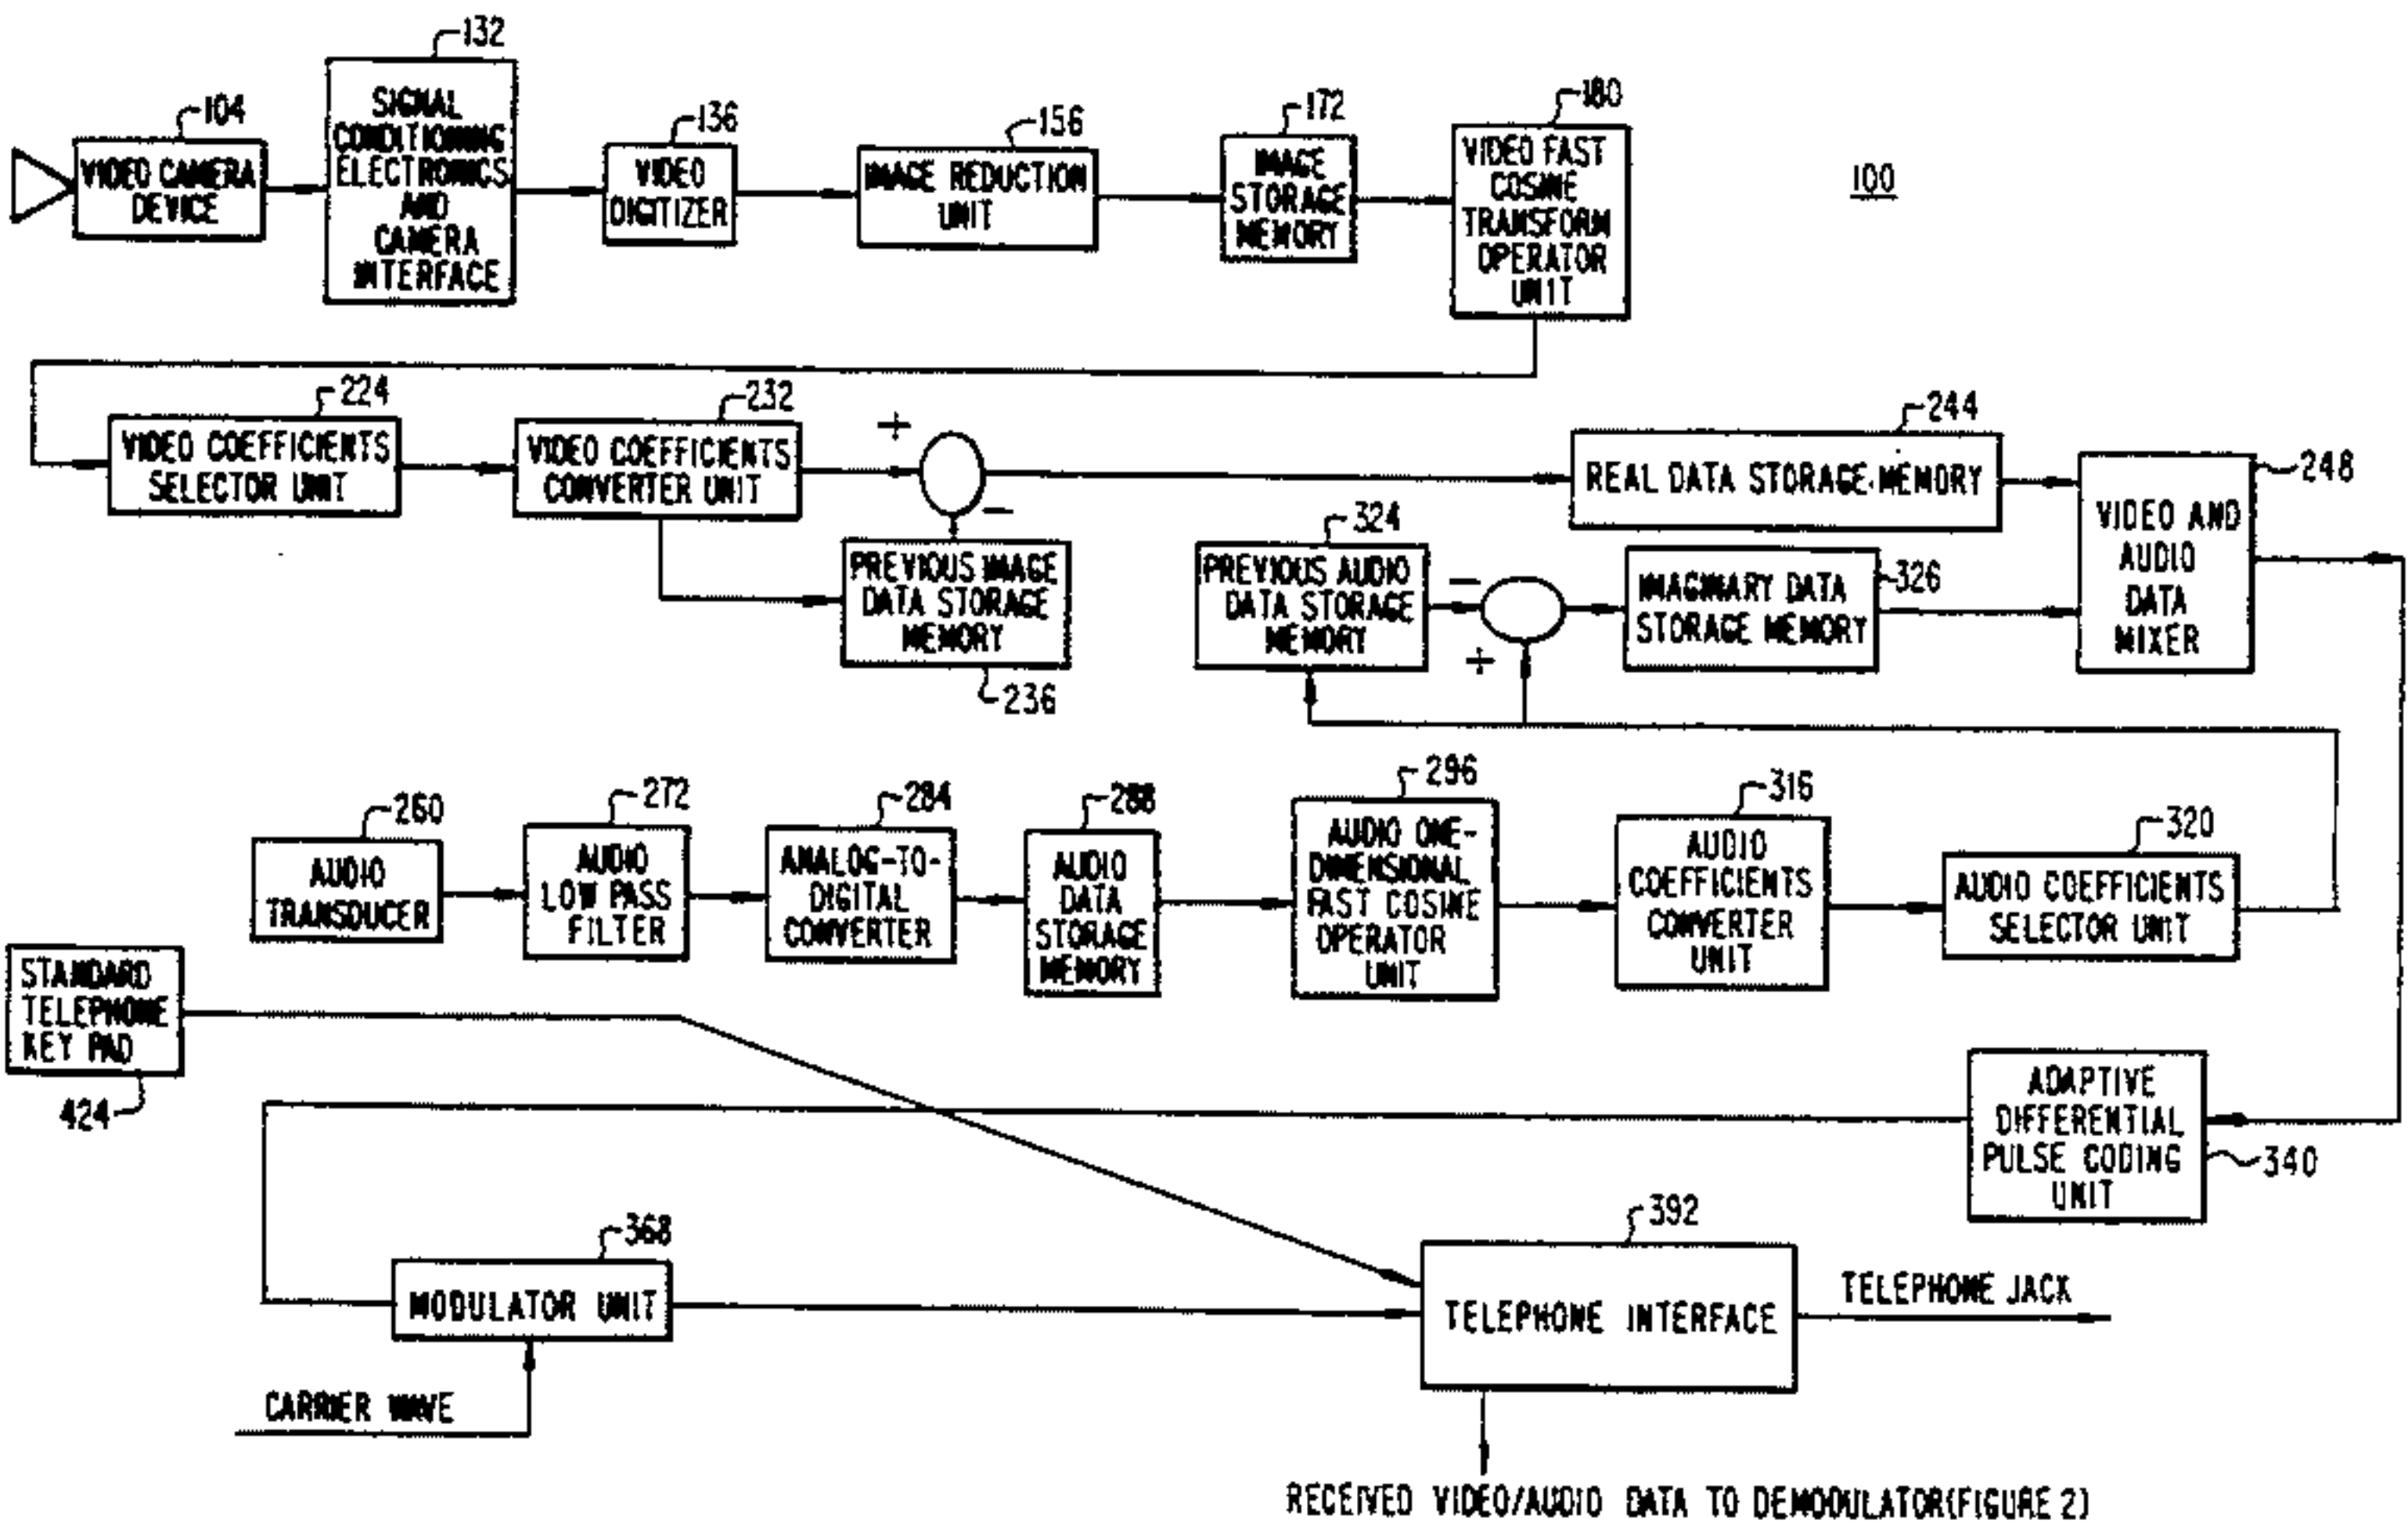 132
SIGNAL
CONDITIONING
ELECTRONICS
AND
CAMERA
INTERFACE
104
VIDEO CAMERA
DEVICE
136
VIDEO
DIGITIZER
156
IMAGE REDUCTION
UNIT
172
IMAGE
STORAGE
MEMORY
180
VIDEO FAST
COSINE
TRANSFORM
OPERATOR
UNIT
100
224
VIDEO COEFFICIENTS
SELECTOR UNIT
232
VIDEO COEFFICIENTS
CONVERTER UNIT
+
−
PREVIOUS IMAGE
DATA STORAGE
MEMORY
236
244
REAL DATA STORAGE MEMORY
248
VIDEO AND
AUDIO
DATA
MIXER
324
PREVIOUS AUDIO
DATA STORAGE
MEMORY
−
+
IMAGINARY DATA
STORAGE MEMORY
326
260
AUDIO
TRANSDUCER
272
AUDIO
LOW PASS
FILTER
284
ANALOG-TO-
DIGITAL
CONVERTER
288
AUDIO
DATA
STORAGE
MEMORY
296
AUDIO ONE-
DIMENSIONAL
FAST COSINE
OPERATOR
UNIT
316
AUDIO
COEFFICIENTS
CONVERTER
UNIT
320
AUDIO COEFFICIENTS
SELECTOR UNIT
STANDARD
TELEPHONE
KEY PAD
424
ADAPTIVE
DIFFERENTIAL
PULSE CODING
UNIT
340
368
MODULATOR UNIT
392
TELEPHONE INTERFACE
TELEPHONE JACK
CARRIER WAVE
RECEIVED VIDEO/AUDIO DATA TO DEMODULATOR(FIGURE 2)